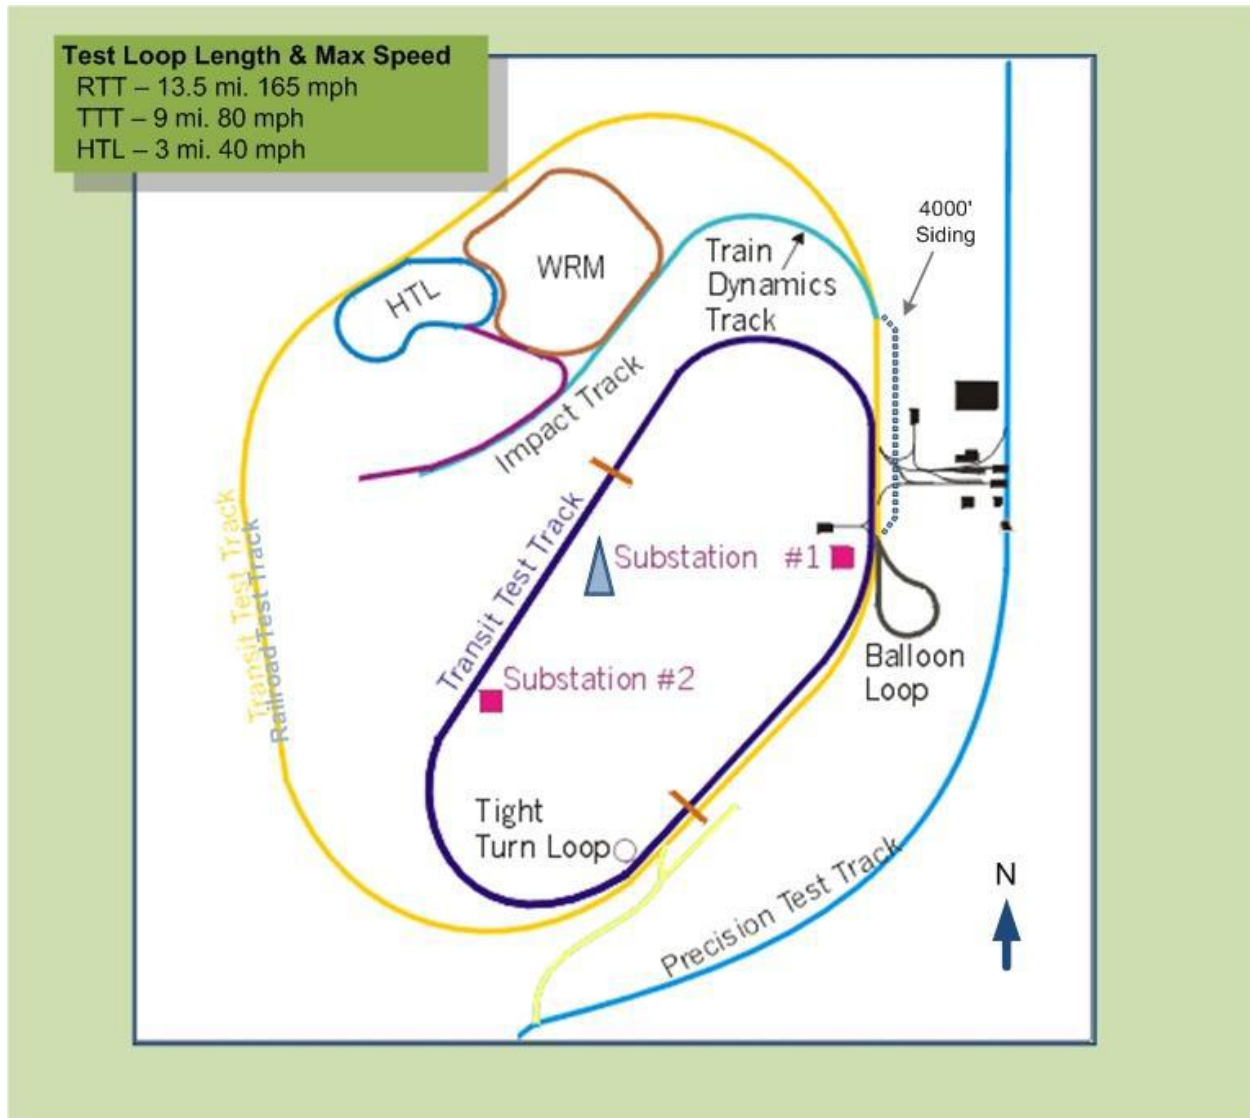 Test Loop Length & Max Speed
RTT – 13.5 mi. 165 mph
TTT – 9 mi. 80 mph
HTL – 3 mi. 40 mph
4000'
Siding
WRM
HTL
Train
Dynamics
Track
Impact Track
Transit Test Track
Railroad Test Track
Transit Test Track
Substation #1
Substation #2
Balloon
Loop
Tight
Turn Loop
Precision Test Track
N